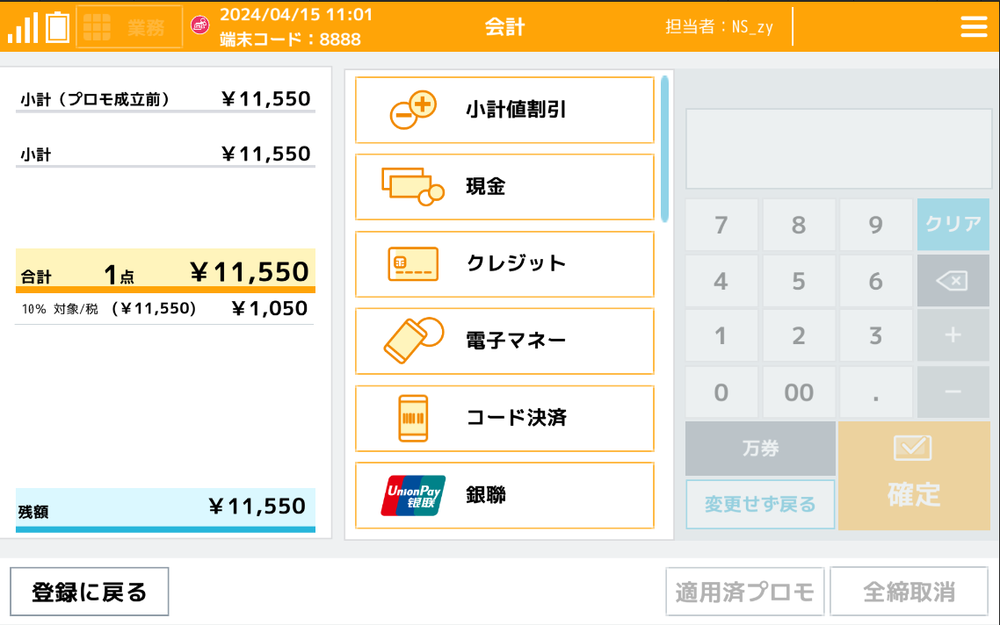 業務
2024/04/15 11:01
端末コード：8888
会計
担当者：NS_zy
小計（プロモ成立前） ￥11,550
小計 ￥11,550
合計 1点 ￥11,550
10% 対象/税 (￥11,550) ￥1,050
残額 ￥11,550
小計値割引
現金
クレジット
電子マネー
コード決済
UnionPay
银联
銀聯
7 8 9 クリア
4 5 6
1 2 3 +
0 00 . −
万券
変更せず戻る
確定
登録に戻る
適用済プロモ
全締取消